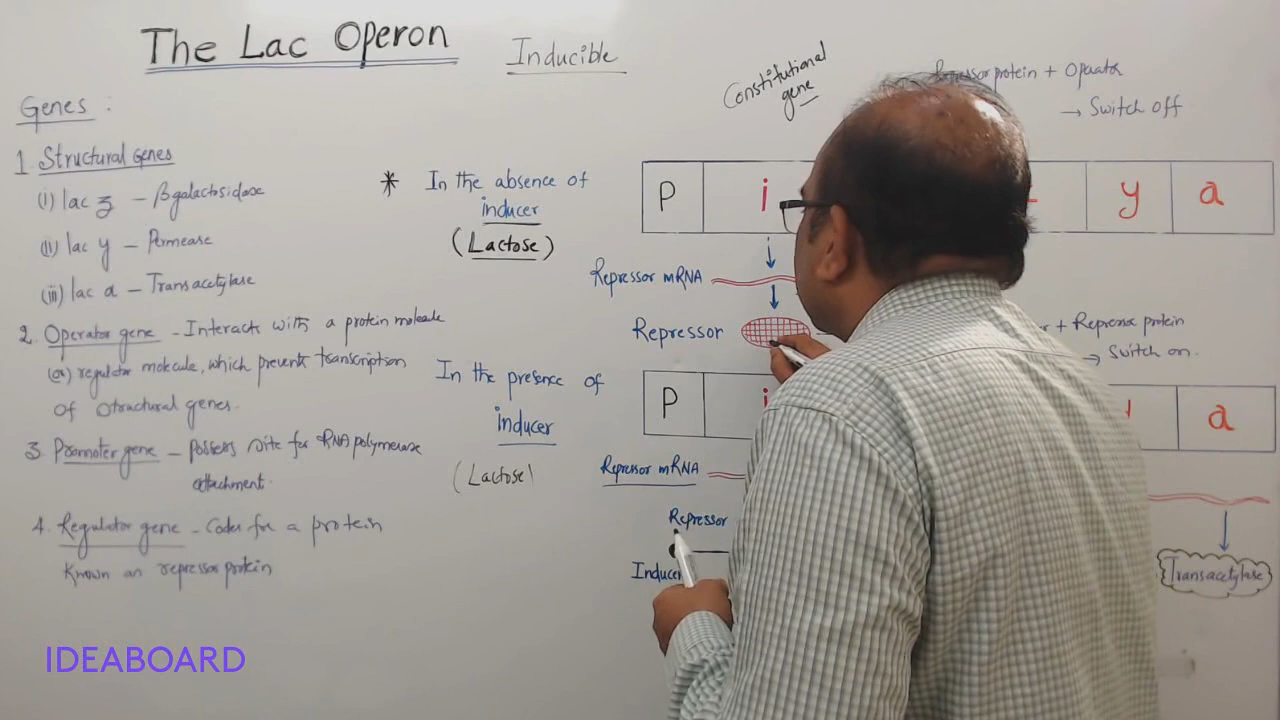 The Lac Operon
Inducible
Genes :
1. Structural Genes
(i) lac z - βgalactosidase
(ii) lac y - Permease
(iii) lac a - Transacetylase
2. Operator gene - Interacts with a protein molecule
(or) regulator molecule, which prevents transcription
of structural genes.
3. Promoter gene - Possess site for RNA polymerase
attachment.
4. Regulator gene - Codes for a protein
known as repressor protein
* In the absence of
inducer
(Lactose)
In the presence of
inducer
(Lactose)
Constitutional
gene
protein + Operator
→ Switch off
P i y a
Repressor mRNA
Repressor
+ Repressor protein
→ Switch on.
P i a
Repressor mRNA
Repressor
Inducer
Transacetylase
IDEABOARD